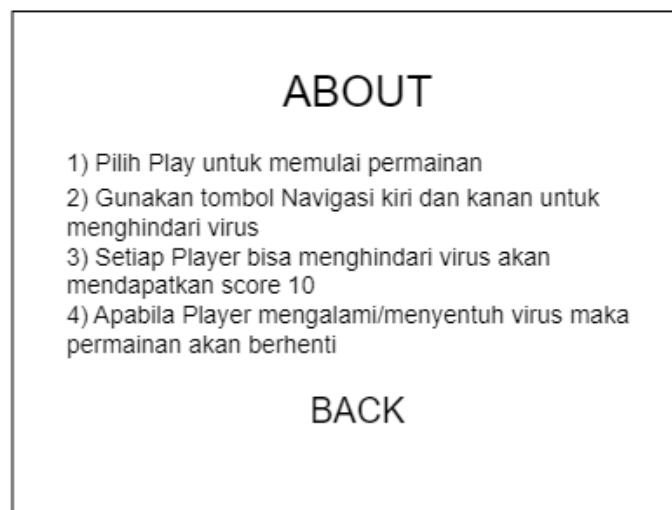 ABOUT
1) Pilih Play untuk memulai permainan
2) Gunakan tombol Navigasi kiri dan kanan untuk
menghindari virus
3) Setiap Player bisa menghindari virus akan
mendapatkan score 10
4) Apabila Player mengalami/menyentuh virus maka
permainan akan berhenti
BACK